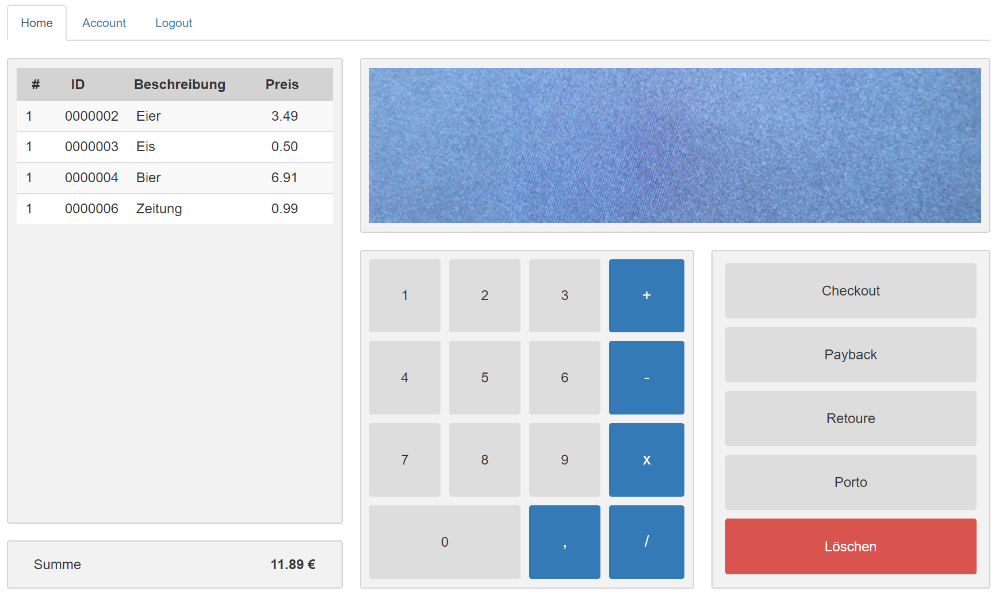 Home Account Logout
# ID Beschreibung Preis
1 0000002 Eier 3.49
1 0000003 Eis 0.50
1 0000004 Bier 6.91
1 0000006 Zeitung 0.99
Summe 11.89 €
1 2 3 +
4 5 6 -
7 8 9 x
0 , /
Checkout
Payback
Retoure
Porto
Löschen